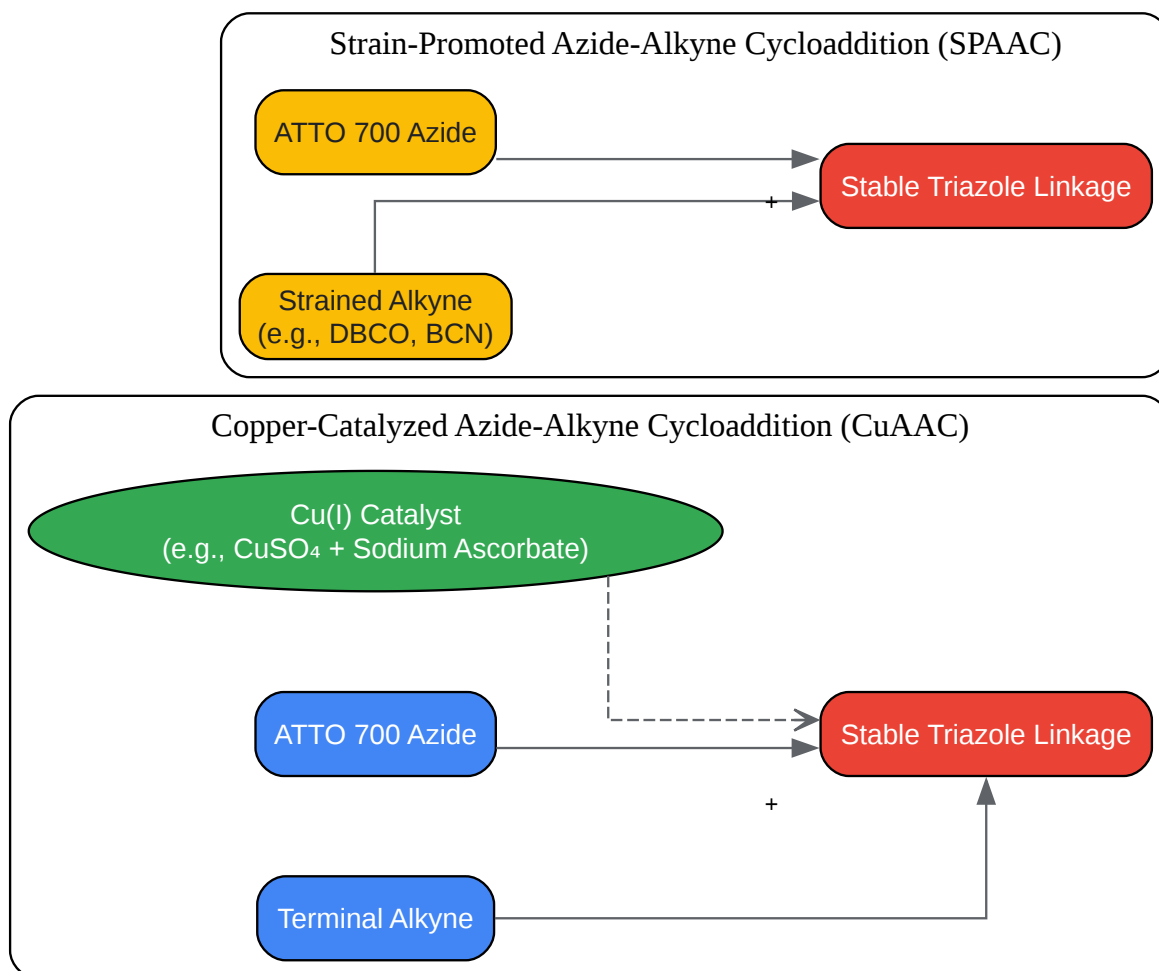 Strain-Promoted Azide-Alkyne Cycloaddition (SPAAC)
ATTO 700 Azide
Stable Triazole Linkage
+
Strained Alkyne
(e.g., DBCO, BCN)
Copper-Catalyzed Azide-Alkyne Cycloaddition (CuAAC)
Cu(I) Catalyst
(e.g., CuSO₄ + Sodium Ascorbate)
ATTO 700 Azide
Stable Triazole Linkage
+
Terminal Alkyne